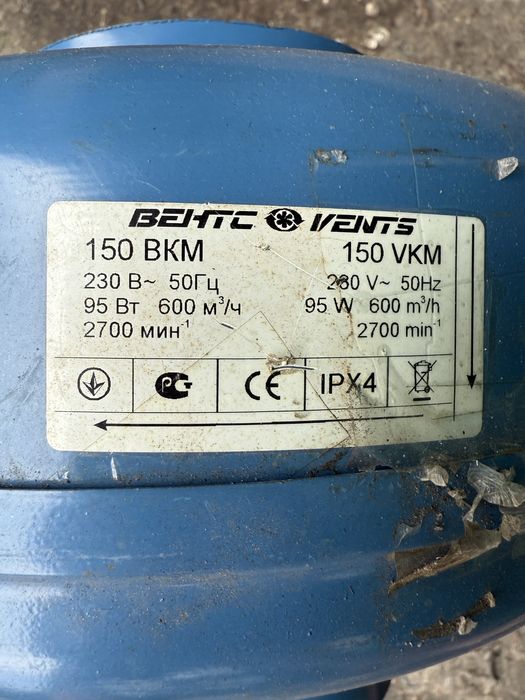 ВЕНТС VENTS
150 ВКМ 150 VKM
230 В~ 50Гц 230 V~ 50Hz
95 Вт 600 м³/ч 95 W 600 m³/h
2700 мин⁻¹ 2700 min⁻¹
РС CE IPX4